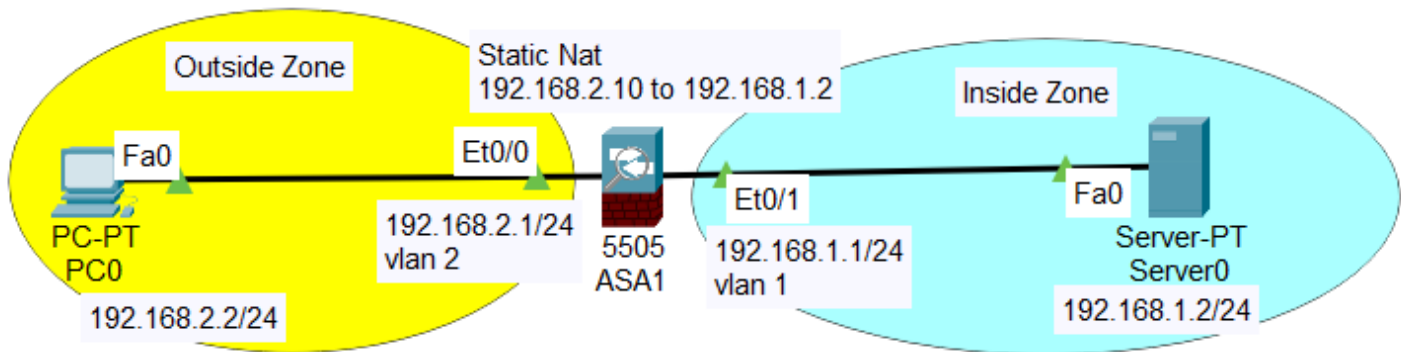 Outside Zone
Static Nat
192.168.2.10 to 192.168.1.2
Inside Zone
Fa0
Et0/0
Et0/1
Fa0
PC-PT
PC0
192.168.2.1/24
vlan 2
5505
ASA1
192.168.1.1/24
vlan 1
Server-PT
Server0
192.168.2.2/24
192.168.1.2/24